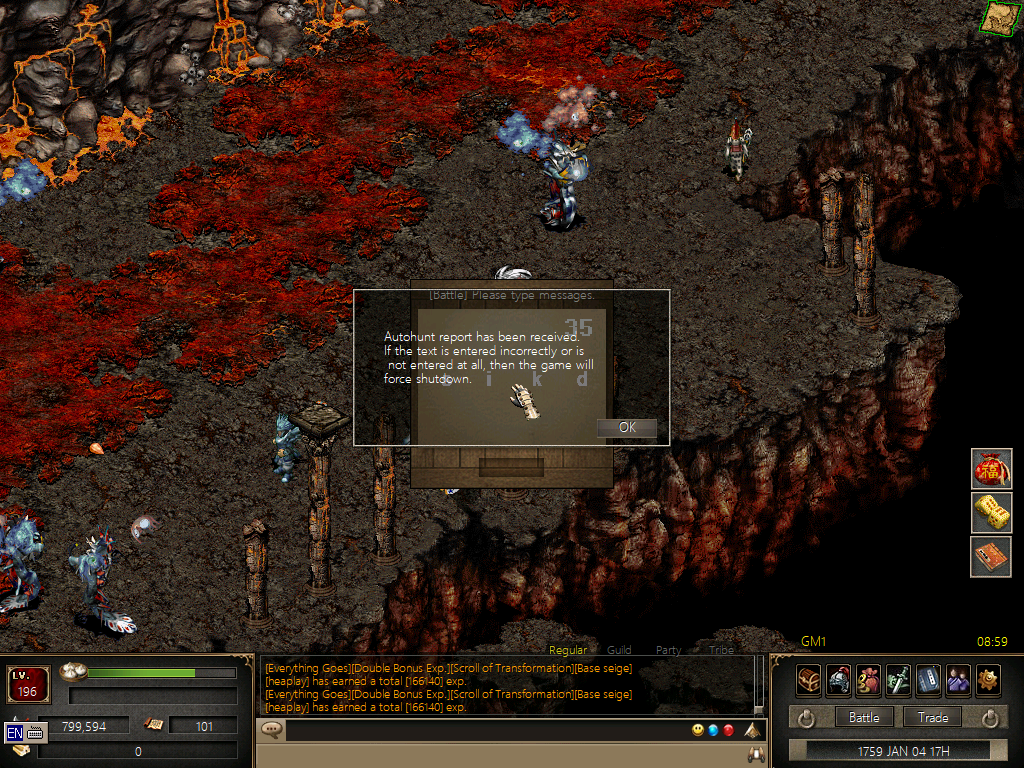 [Battle] Please type messages.
35
Autohunt report has been received.
If the text is entered incorrectly or is
not entered at all, then the game will
force shutdown.
i k d
OK
福
GM1
08:59
Regular Guild Party Tribe
LV.
196
[Everything Goes][Double Bonus Exp.][Scroll of Transformation][Base seige]
[heaplay] has earned a total [166140] exp.
[Everything Goes][Double Bonus Exp.][Scroll of Transformation][Base seige]
[heaplay] has earned a total [166140] exp.
799,594
101
EN
0
Battle
Trade
1759 JAN 04 17H